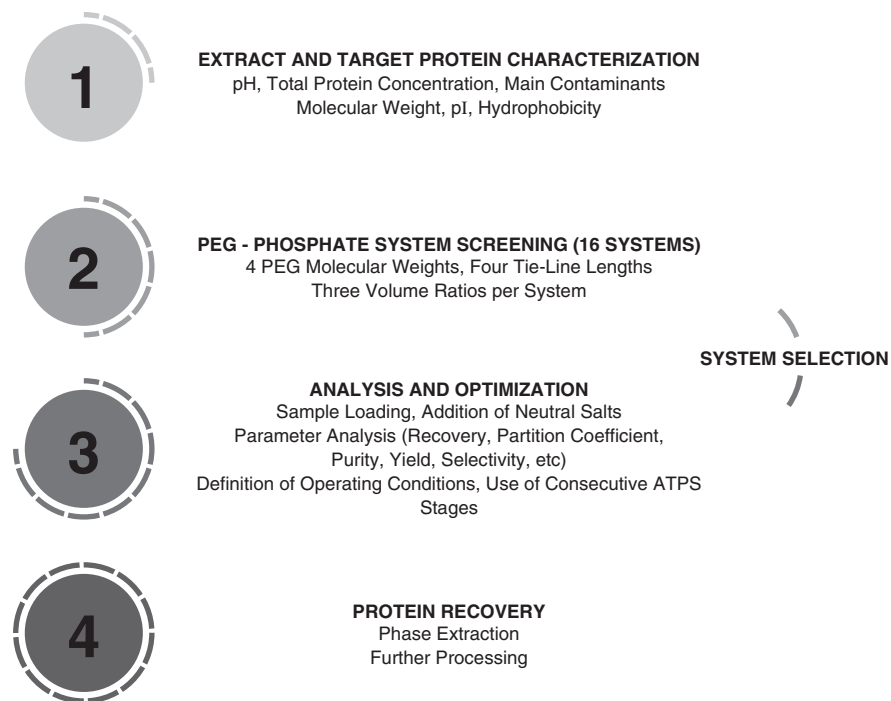 1
EXTRACT AND TARGET PROTEIN CHARACTERIZATION
pH, Total Protein Concentration, Main Contaminants
Molecular Weight, pI, Hydrophobicity
2
PEG - PHOSPHATE SYSTEM SCREENING (16 SYSTEMS)
4 PEG Molecular Weights, Four Tie-Line Lengths
Three Volume Ratios per System
SYSTEM SELECTION
3
ANALYSIS AND OPTIMIZATION
Sample Loading, Addition of Neutral Salts
Parameter Analysis (Recovery, Partition Coefficient,
Purity, Yield, Selectivity, etc)
Definition of Operating Conditions, Use of Consecutive ATPS
Stages
4
PROTEIN RECOVERY
Phase Extraction
Further Processing